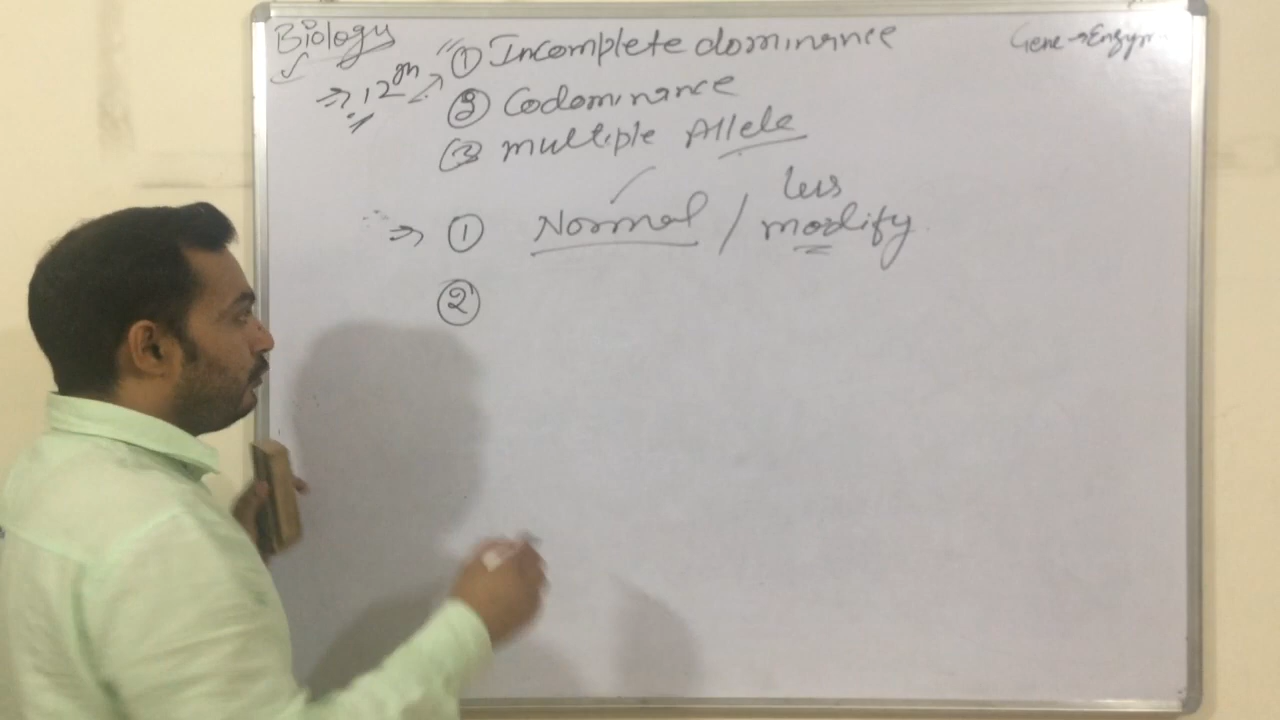 Biology
⇒ 12th
① Incomplete dominance
② Codominance
③ multiple Allele
Gene → Enzym
⇒ ① Normal / less modify
②